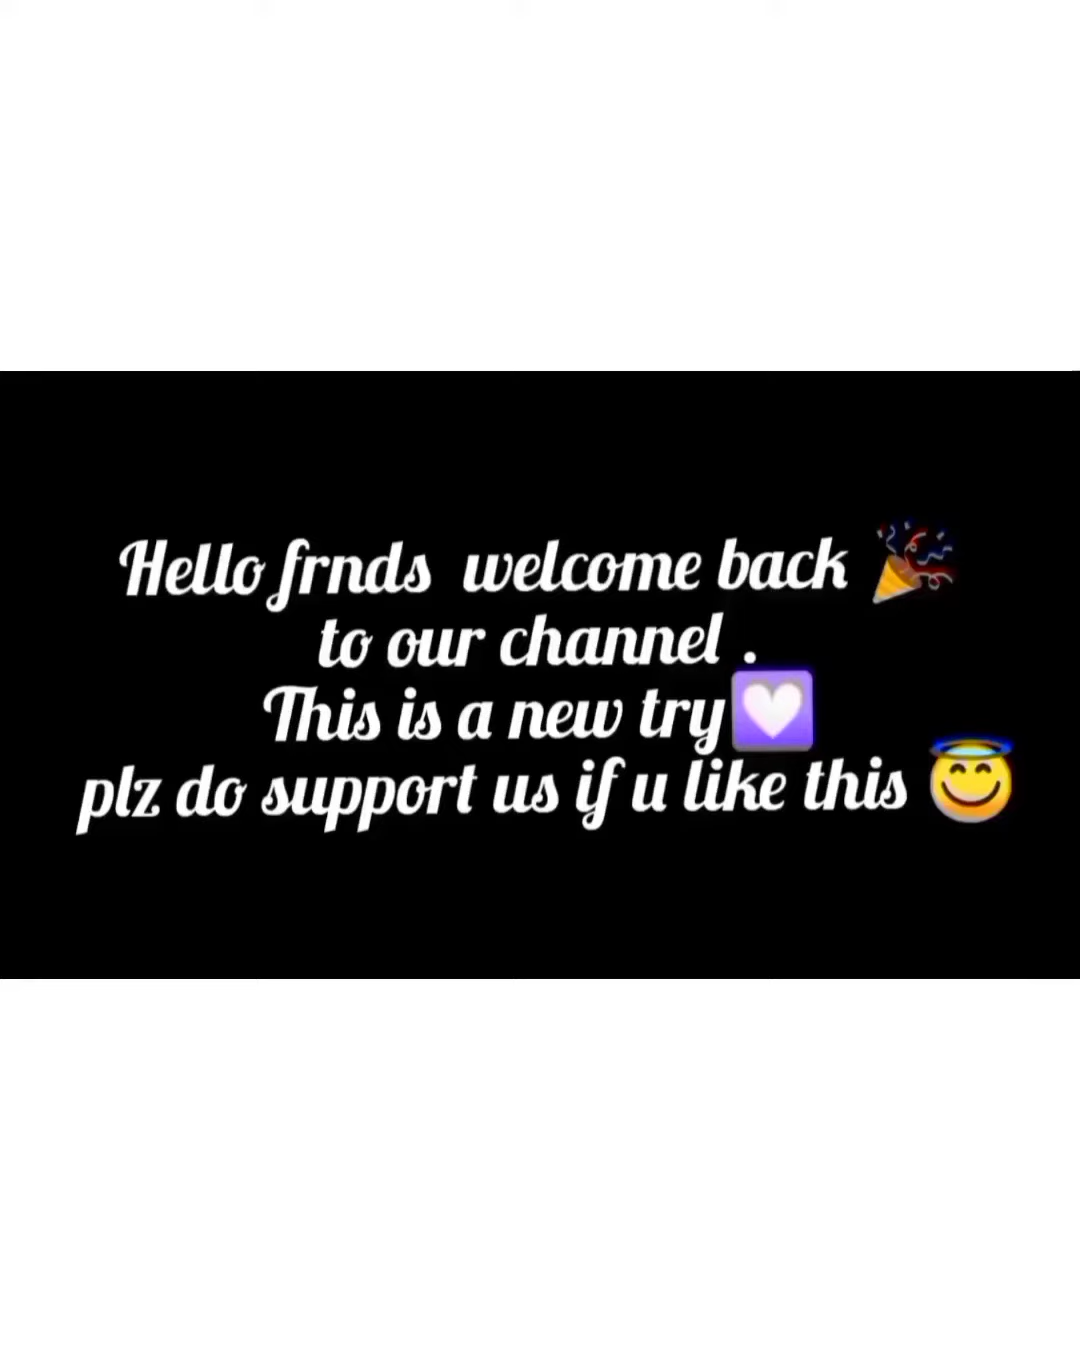 Hello frnds welcome back 🎉
to our channel .
This is a new try 💟
plz do support us if u like this 😇